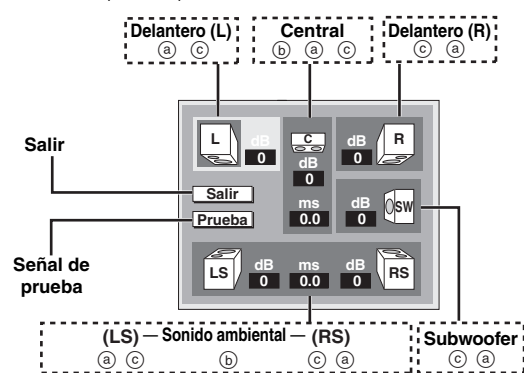 Delantero (L)
ⓐ ⓒ
Central
ⓑ ⓐ ⓒ
Delantero (R)
ⓒ ⓐ
L
dB
0
C
dB
0
ms
0.0
dB
0
R
Salir
Salir
Prueba
Señal de
prueba
dB
0
SW
LS
dB
0
ms
0.0
dB
0
RS
(LS) — Sonido ambiental — (RS)
ⓐ ⓒ ⓑ ⓒ ⓐ
Subwoofer
ⓒ ⓐ